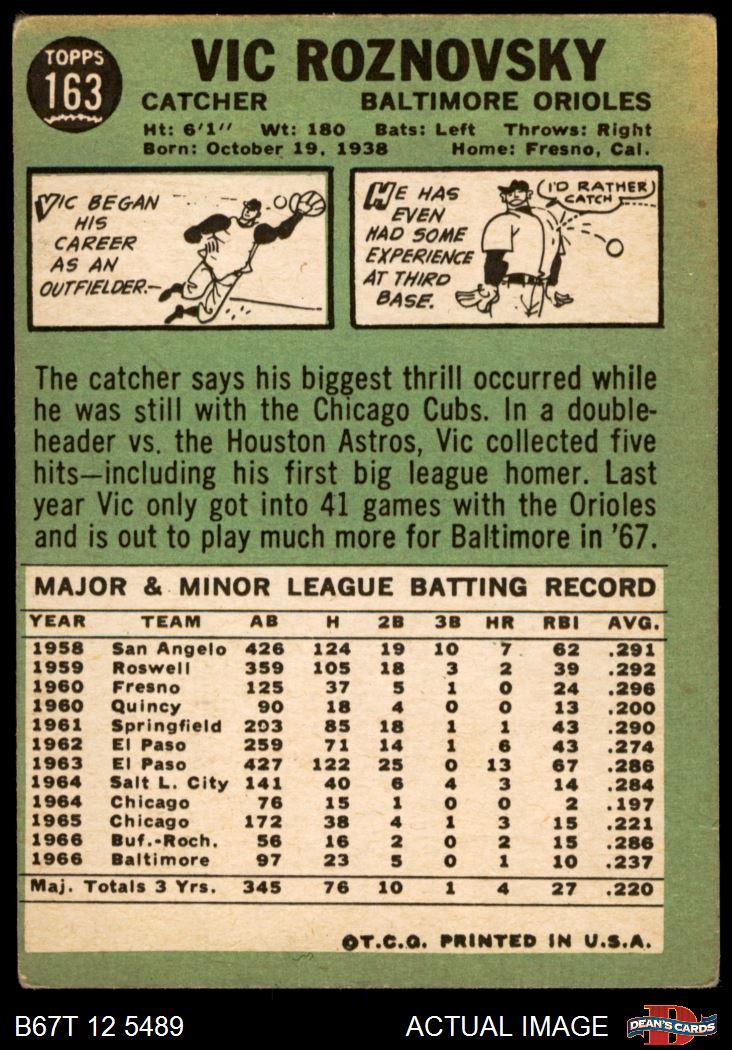 TOPPS
163
VIC ROZNOVSKY
CATCHER BALTIMORE ORIOLES
Ht: 6'1" Wt: 180 Bats: Left Throws: Right
Born: October 19, 1938 Home: Fresno, Cal.
VIC BEGAN
HIS
CAREER
AS AN
OUTFIELDER.—
HE HAS
EVEN
HAD SOME
EXPERIENCE
AT THIRD
BASE.
I'D RATHER
CATCH
The catcher says his biggest thrill occurred while
he was still with the Chicago Cubs. In a double-
header vs. the Houston Astros, Vic collected five
hits—including his first big league homer. Last
year Vic only got into 41 games with the Orioles
and is out to play much more for Baltimore in '67.
MAJOR & MINOR LEAGUE BATTING RECORD
YEAR TEAM AB H 2B 3B HR RBI AVG.
1958 San Angelo 426 124 19 10 7 62 .291
1959 Roswell 359 105 18 3 2 39 .292
1960 Fresno 125 37 5 1 0 24 .296
1960 Quincy 90 18 4 0 0 13 .200
1961 Springfield 293 85 18 1 1 43 .290
1962 El Paso 259 71 14 1 6 43 .274
1963 El Paso 427 122 25 0 13 67 .286
1964 Salt L. City 141 40 6 4 3 14 .284
1964 Chicago 76 15 1 0 0 2 .197
1965 Chicago 172 38 4 1 3 15 .221
1966 Buf.-Roch. 56 16 2 0 2 15 .286
1966 Baltimore 97 23 5 0 1 10 .237
Maj. Totals 3 Yrs. 345 76 10 1 4 27 .220
©T.C.G. PRINTED IN U.S.A.
B67T 12 5489 ACTUAL IMAGE
D
DEAN'S CARDS